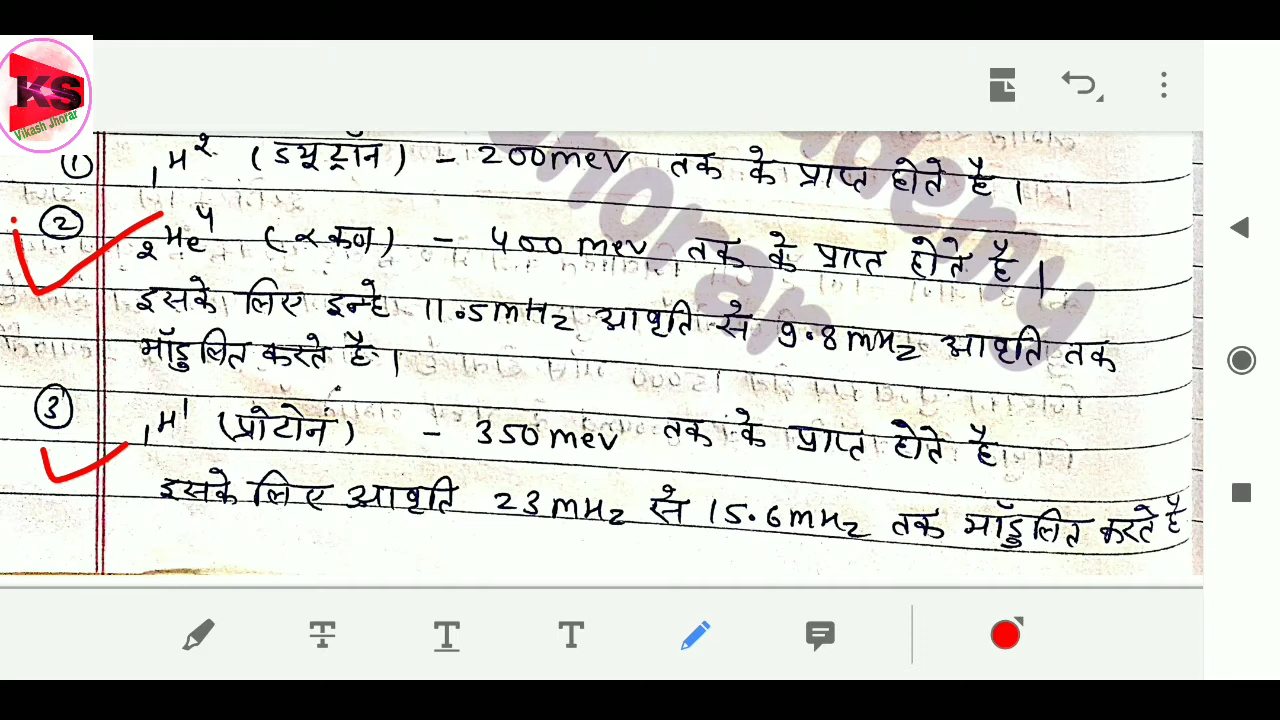 KS
Vikash Jhorar
① ₁H² (ड्यूट्रॉन) – 200mev तक के प्राप्त होते है ।
② ₂He⁴ (α कण) – 400mev तक के प्राप्त होते है ।
इसके लिए इन्हे 11.5mHz आवृति से 9.8mHz आवृति तक
मॉडुलित करते है ।
③ ₁H¹ (प्रोटोन) – 350mev तक के प्राप्त होते है
इसके लिए आवृति 23mHz से 15.6mHz तक मॉडुलित करते है